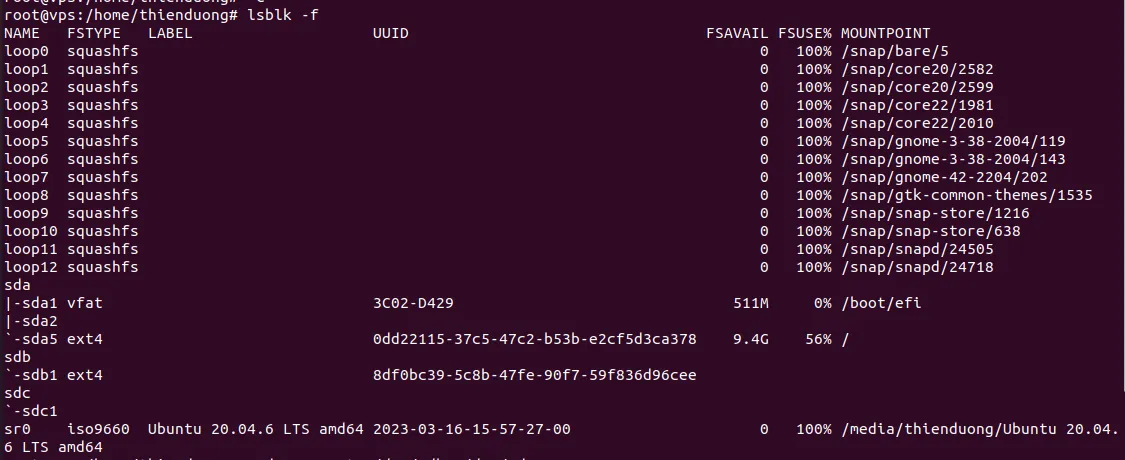 root@vps:/home/thienduong# lsblk -f
NAME   FSTYPE   LABEL                    UUID                                 FSAVAIL FSUSE% MOUNTPOINT
loop0  squashfs                                                                     0   100% /snap/bare/5
loop1  squashfs                                                                     0   100% /snap/core20/2582
loop2  squashfs                                                                     0   100% /snap/core20/2599
loop3  squashfs                                                                     0   100% /snap/core22/1981
loop4  squashfs                                                                     0   100% /snap/core22/2010
loop5  squashfs                                                                     0   100% /snap/gnome-3-38-2004/119
loop6  squashfs                                                                     0   100% /snap/gnome-3-38-2004/143
loop7  squashfs                                                                     0   100% /snap/gnome-42-2204/202
loop8  squashfs                                                                     0   100% /snap/gtk-common-themes/1535
loop9  squashfs                                                                     0   100% /snap/snap-store/1216
loop10 squashfs                                                                     0   100% /snap/snap-store/638
loop11 squashfs                                                                     0   100% /snap/snapd/24505
loop12 squashfs                                                                     0   100% /snap/snapd/24718
sda
|-sda1 vfat                              3C02-D429                               511M     0% /boot/efi
|-sda2
`-sda5 ext4                              0dd22115-37c5-47c2-b53b-e2cf5d3ca378    9.4G    56% /
sdb
`-sdb1 ext4                              8df0bc39-5c8b-47fe-90f7-59f836d96cee
sdc
`-sdc1
sr0    iso9660  Ubuntu 20.04.6 LTS amd64 2023-03-16-15-57-27-00                     0   100% /media/thienduong/Ubuntu 20.04.
6 LTS amd64